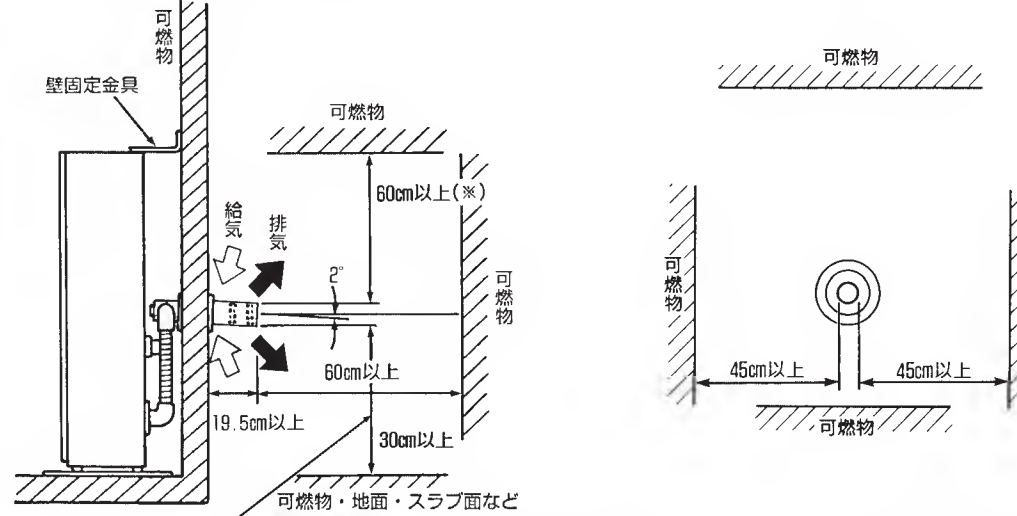 可燃物
壁固定金具
可燃物
60cm以上(※)
給気
排気
2°
可燃物
60cm以上
19.5cm以上
30cm以上
可燃物・地面・スラブ面など
可燃物
可燃物
45cm以上
45cm以上
可燃物